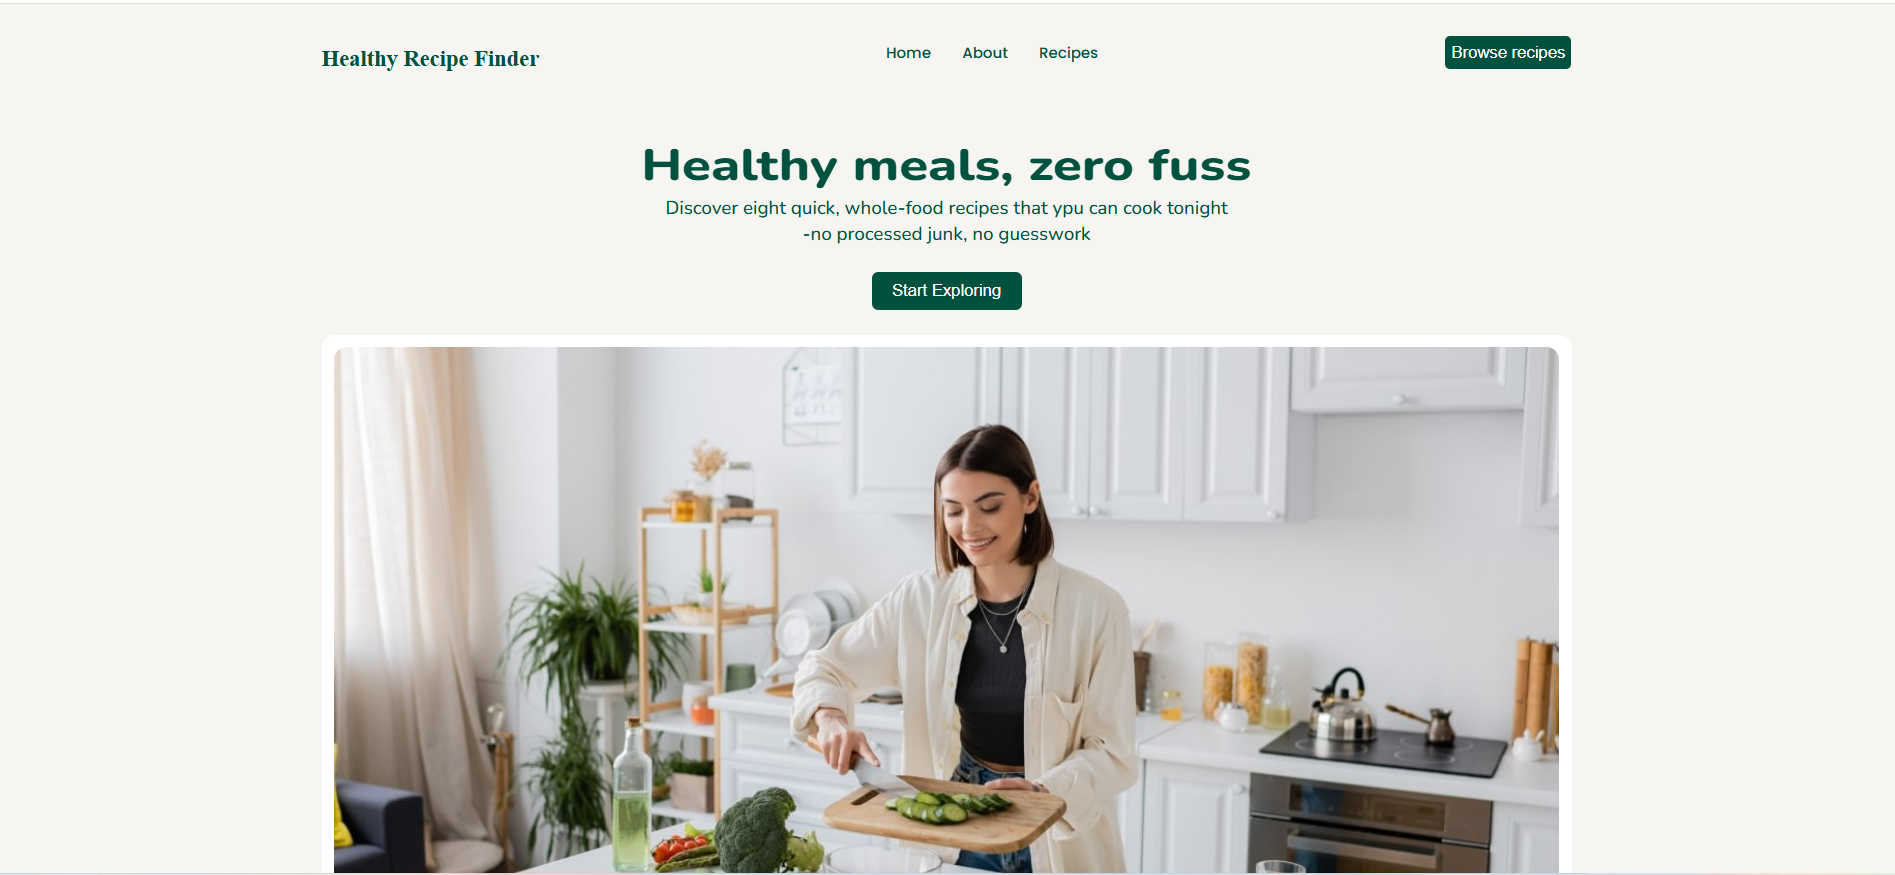 Healthy Recipe Finder
Home About Recipes
Browse recipes
Healthy meals, zero fuss
Discover eight quick, whole-food recipes that ypu can cook tonight
-no processed junk, no guesswork
Start Exploring